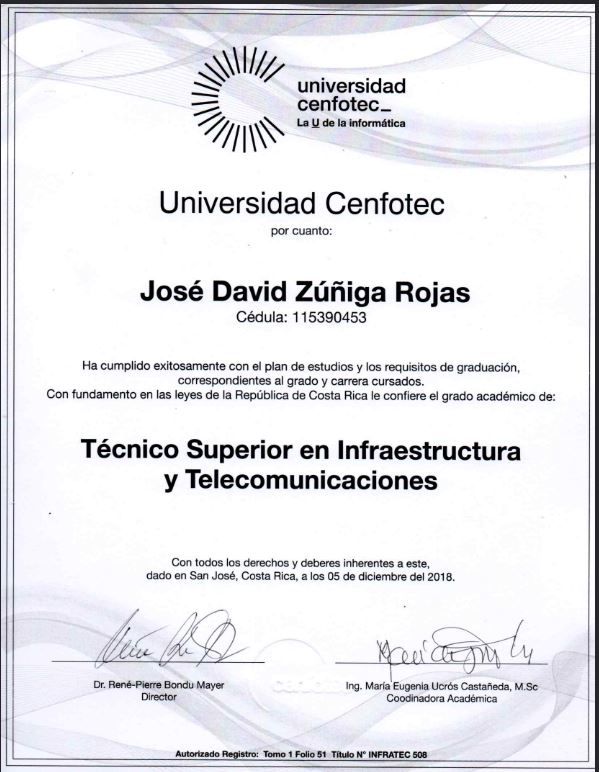 universidad
cenfotec_
La U de la informática
Universidad Cenfotec
por cuanto:
José David Zúñiga Rojas
Cédula: 115390453
Ha cumplido exitosamente con el plan de estudios y los requisitos de graduación,
correspondientes al grado y carrera cursados.
Con fundamento en las leyes de la República de Costa Rica le confiere el grado académico de:
Técnico Superior en Infraestructura
y Telecomunicaciones
Con todos los derechos y deberes inherentes a este,
dado en San José, Costa Rica, a los 05 de diciembre del 2018.
Dr. René-Pierre Bondu Mayer
Director
Ing. María Eugenia Ucrós Castañeda, M.Sc
Coodinadora Académica
Autorizado Registro: Tomo 1 Folio 51 Título N° INFRATEC 508